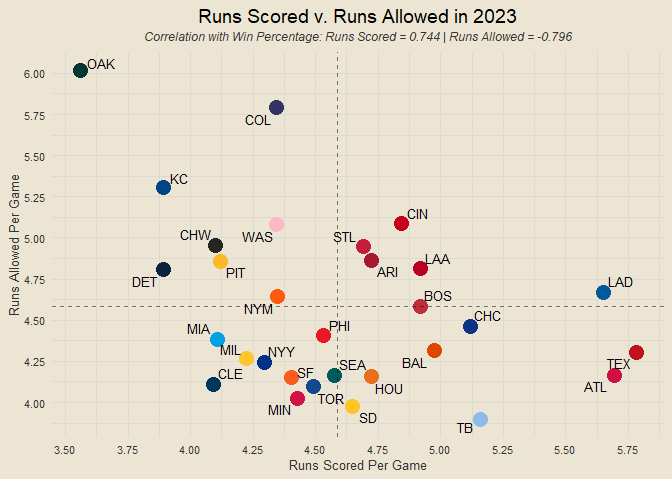 Runs Scored v. Runs Allowed in 2023
Correlation with Win Percentage: Runs Scored = 0.744 | Runs Allowed = -0.796
Runs Allowed Per Game
6.00
5.75
5.50
5.25
5.00
4.75
4.50
4.25
4.00
OAK
COL
KC
CHW
WAS
STL
CIN
PIT
ARI
LAA
DET
LAD
NYM
BOS
MIA
PHI
CHC
MIL
NYY
BAL
TEX
CLE
SF
SEA
HOU
ATL
MIN
TOR
SD
TB
3.50
3.75
4.00
4.25
4.50
4.75
5.00
5.25
5.50
5.75
Runs Scored Per Game